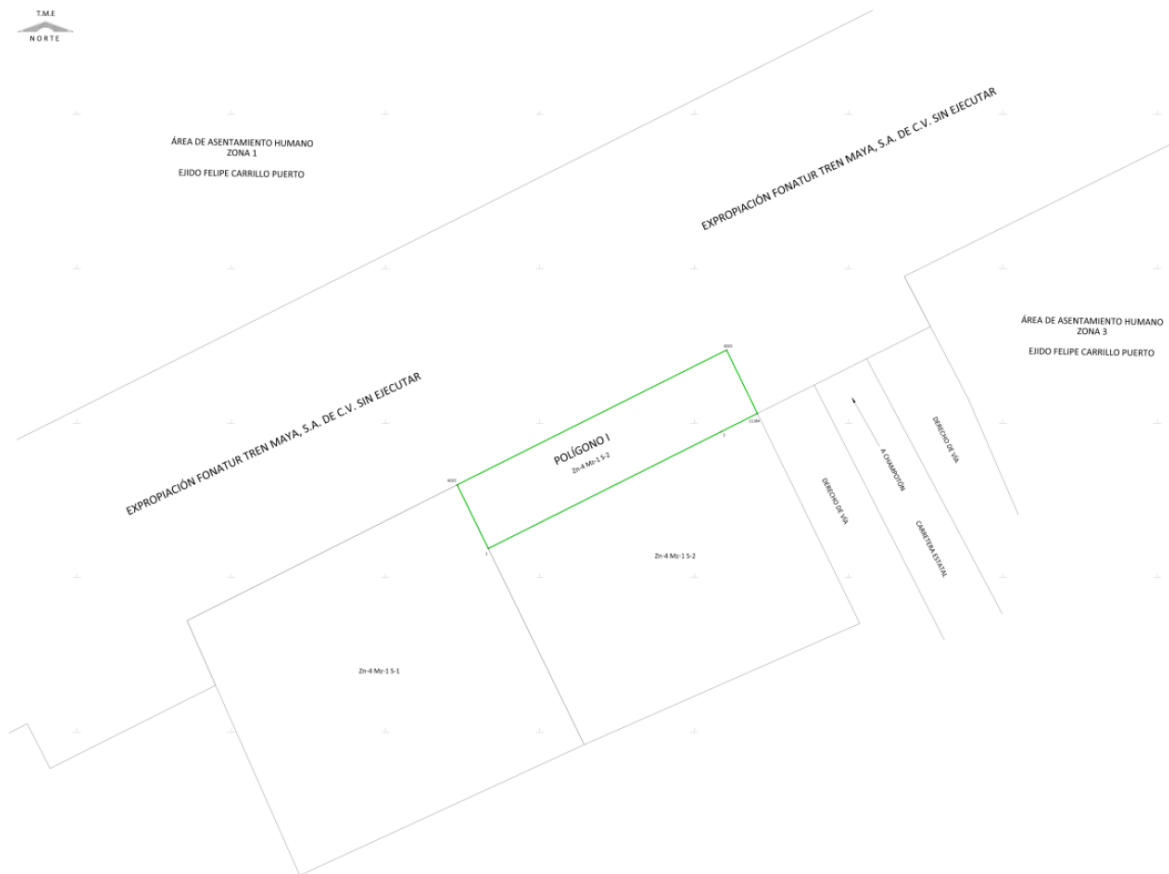 T.M.E
NORTE
ÁREA DE ASENTAMIENTO HUMANO
ZONA 1
EJIDO FELIPE CARRILLO PUERTO
EXPROPIACIÓN FONATUR TREN MAYA, S.A. DE C.V. SIN EJECUTAR
ÁREA DE ASENTAMIENTO HUMANO
ZONA 3
EJIDO FELIPE CARRILLO PUERTO
EXPROPIACIÓN FONATUR TREN MAYA, S.A. DE C.V. SIN EJECUTAR
POLÍGONO I
Zn-4 Mz-1 S-2
DERECHO DE VÍA
A CHAMPOTÓN
CARRETERA ESTATAL
DERECHO DE VÍA
Zn-4 Mz-1 S-2
Zn-4 Mz-1 S-1